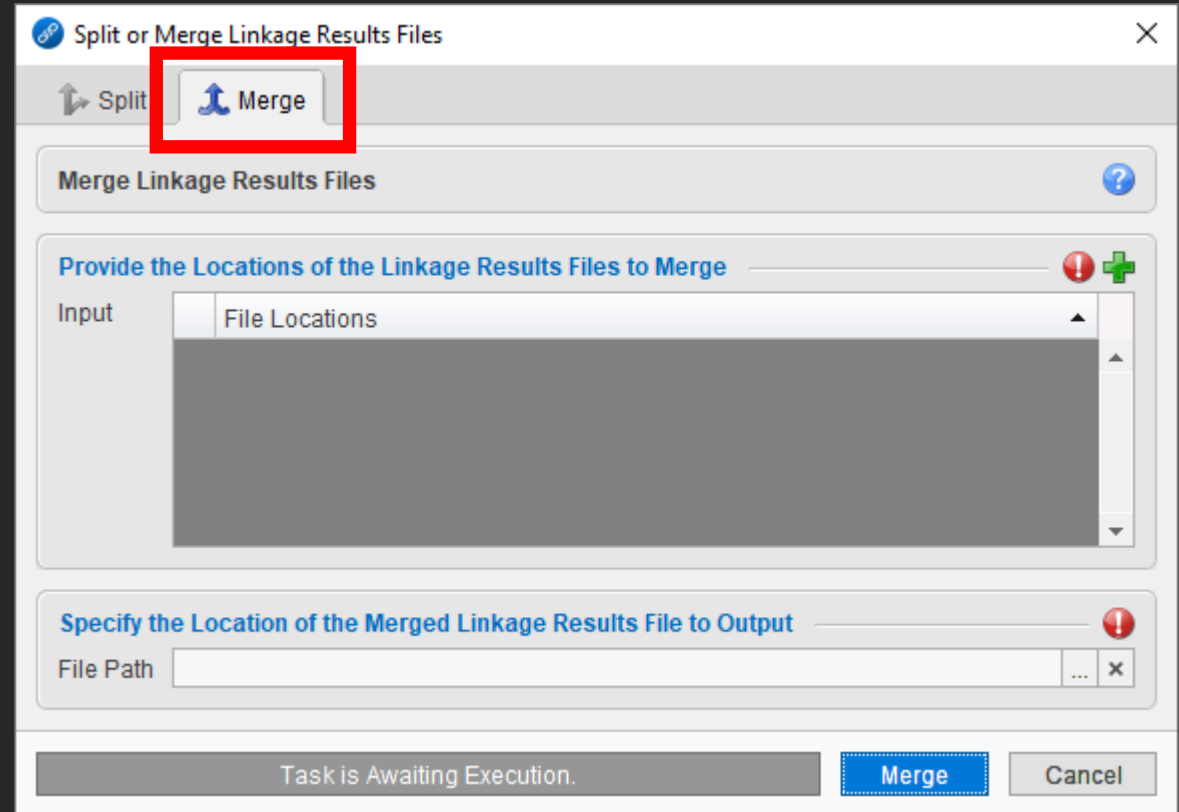 Split or Merge Linkage Results Files
Split
Merge
Merge Linkage Results Files
?
Provide the Locations of the Linkage Results Files to Merge
Input
File Locations
Specify the Location of the Merged Linkage Results File to Output
File Path
...
Task is Awaiting Execution.
Merge
Cancel